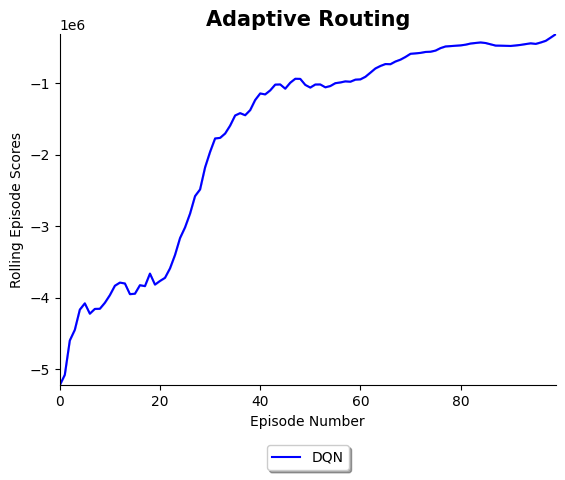 Adaptive Routing
1e6
−1
−2
−3
−4
−5
Rolling Episode Scores
0 20 40 60 80
Episode Number
DQN